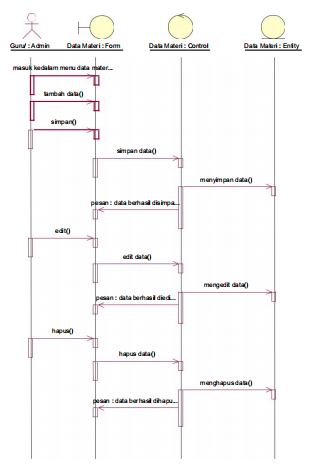 Guru/ : Admin
Data Materi : Form
Data Materi : Control
Data Materi : Entity
masuk kedalam menu data mater...
tambah data()
simpan()
simpan data()
menyimpan data()
pesan : data berhasil disimpa...
edit()
edit data()
mengedit data()
pesan : data berhasil diedi...
hapus()
hapus data()
menghapus data()
pesan : data berhasil dihapu...